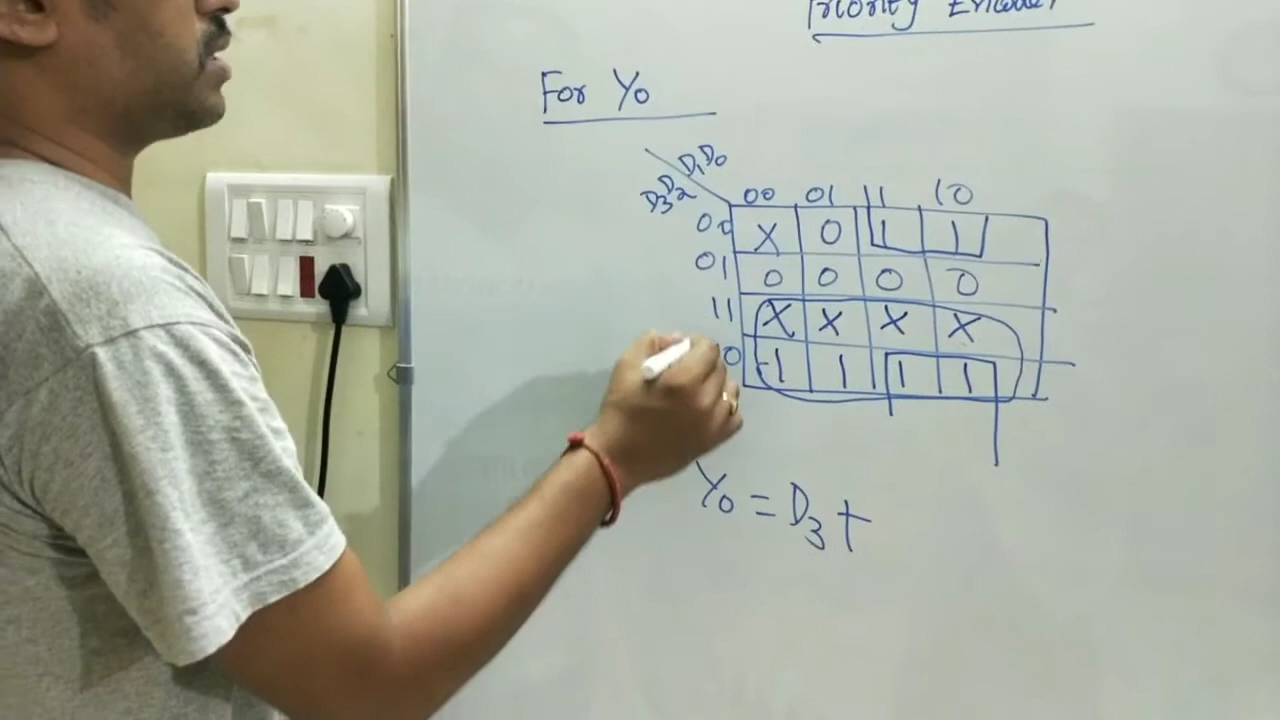 Priority Encoder
For Y0
D1D0
D3D2
00 01 11 10
00 X 0 1 1
01 0 0 0 0
11 X X X X
0 1 1 1 1
Y0 = D3 +